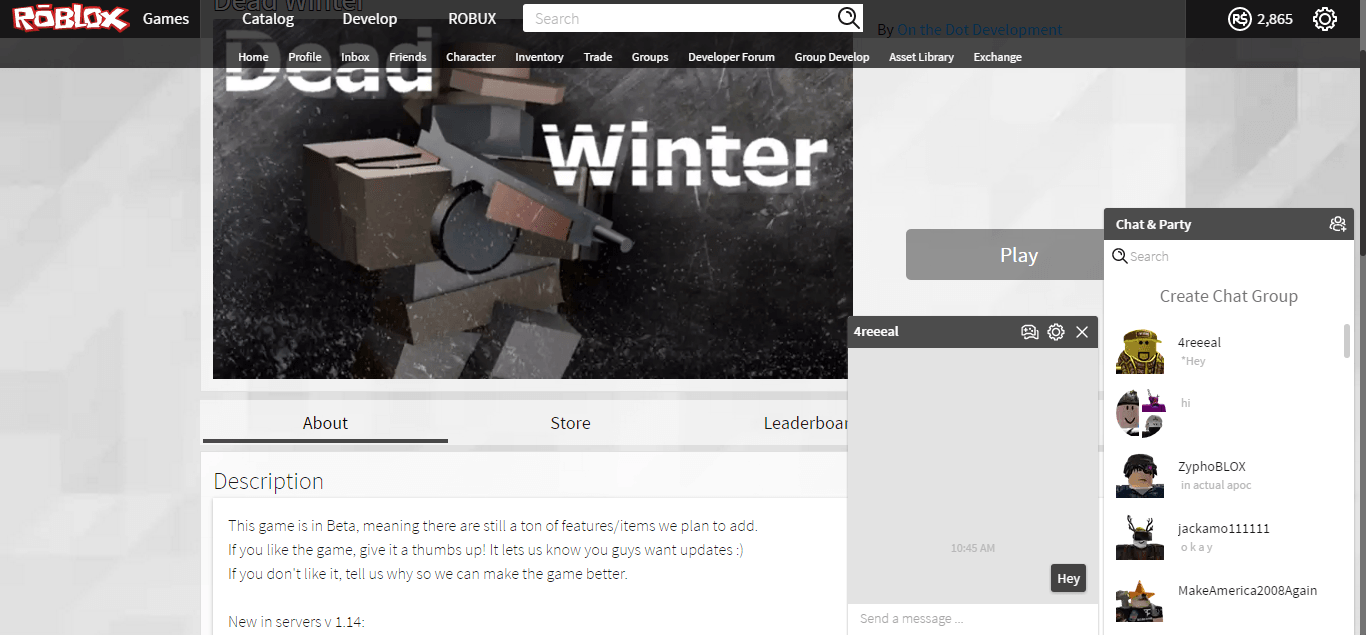 Dead Winter
ROBLOX
Games
Catalog
Develop
ROBUX
Search
R$ 2,865
By On the Dot Development
Home
Profile
Inbox
Friends
Character
Inventory
Trade
Groups
Developer Forum
Group Develop
Asset Library
Exchange
Dead
Winter
Play
Chat & Party
Search
Create Chat Group
4reeeal
*Hey
hi
ZyphoBLOX
in actual apoc
jackamo111111
o k a y
MakeAmerica2008Again
4reeeal
10:45 AM
Hey
Send a message ...
About
Store
Leaderboar
Description
This game is in Beta, meaning there are still a ton of features/items we plan to add.
If you like the game, give it a thumbs up! It lets us know you guys want updates :)
If you don't like it, tell us why so we can make the game better.
New in servers v 1.14: